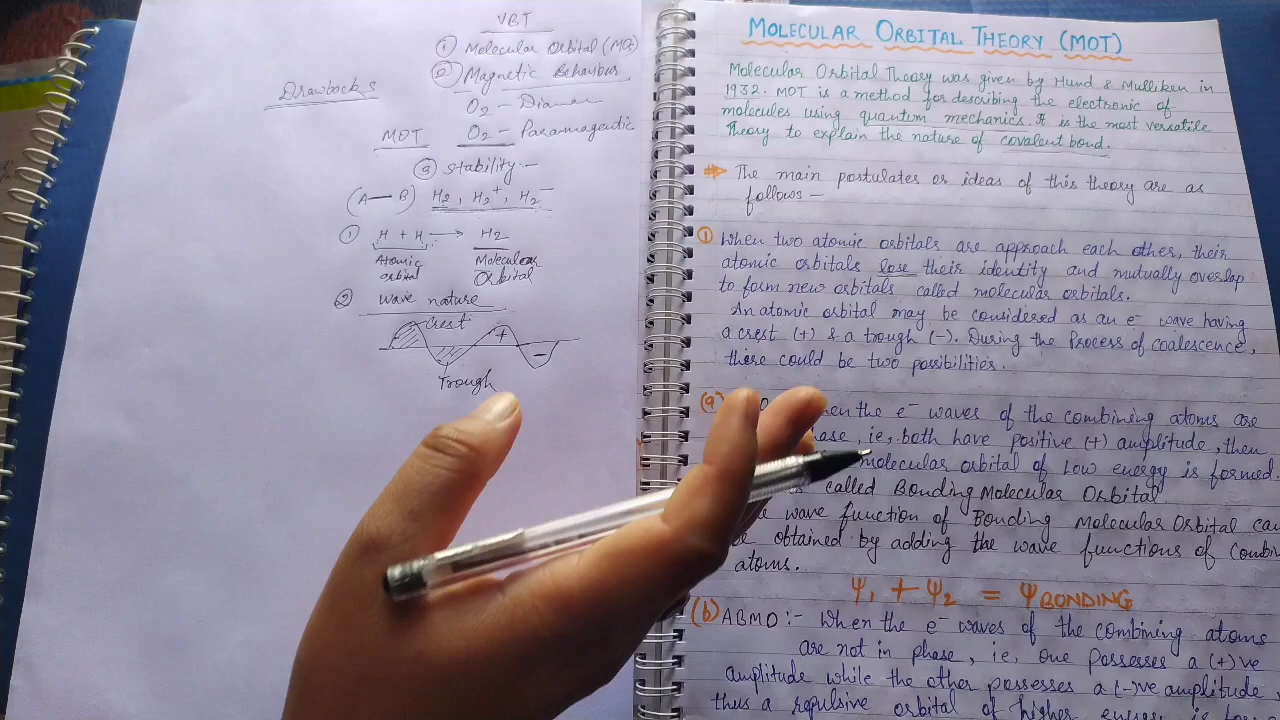 VBT
① Molecular Orbital (MOs)
② Magnetic Behaviour
Drawbacks
O2 - Diamag
MOT O2 - Paramagentic
③ Stability -
(A—B) H2, H2+, H2-
① H + H → H2
Atomic Molecular
orbital Orbital
② wave nature
Crest
+
-
Trough
MOLECULAR ORBITAL THEORY (MOT)
Molecular Orbital Theory was given by Hund & Mulliken in
1932. MOT is a method for describing the electronic of
molecules using quantum mechanics. It is the most versatile
Theory to explain the nature of covalent bond.
⇒ The main postulates or ideas of this theory are as
follows -
① When two atomic orbitals are approach each other, their
atomic orbitals lose their identity and mutually overlap
to form new orbitals called molecular orbitals.
An atomic orbital may be considered as an e- wave having
a crest (+) & a trough (-). During the Process of coalescence,
there could be two possibilities.
(a) the e- waves of the combining atoms are
ie, both have positive (+) amplitude, then
molecular orbital of Low energy is formed.
called Bonding Molecular Orbital
wave function of Bonding Molecular Orbital ca
obtained by adding the wave functions of Combi
atoms.
Ψ1 + Ψ2 = Ψ BONDING
(b) ABMO :- When the e- waves of the combining atoms
are not in phase, ie, one possesses a (+)ve
amplitude while the other possesses a (-)ve amplitude
thus a repulsive orbital of higher energy is